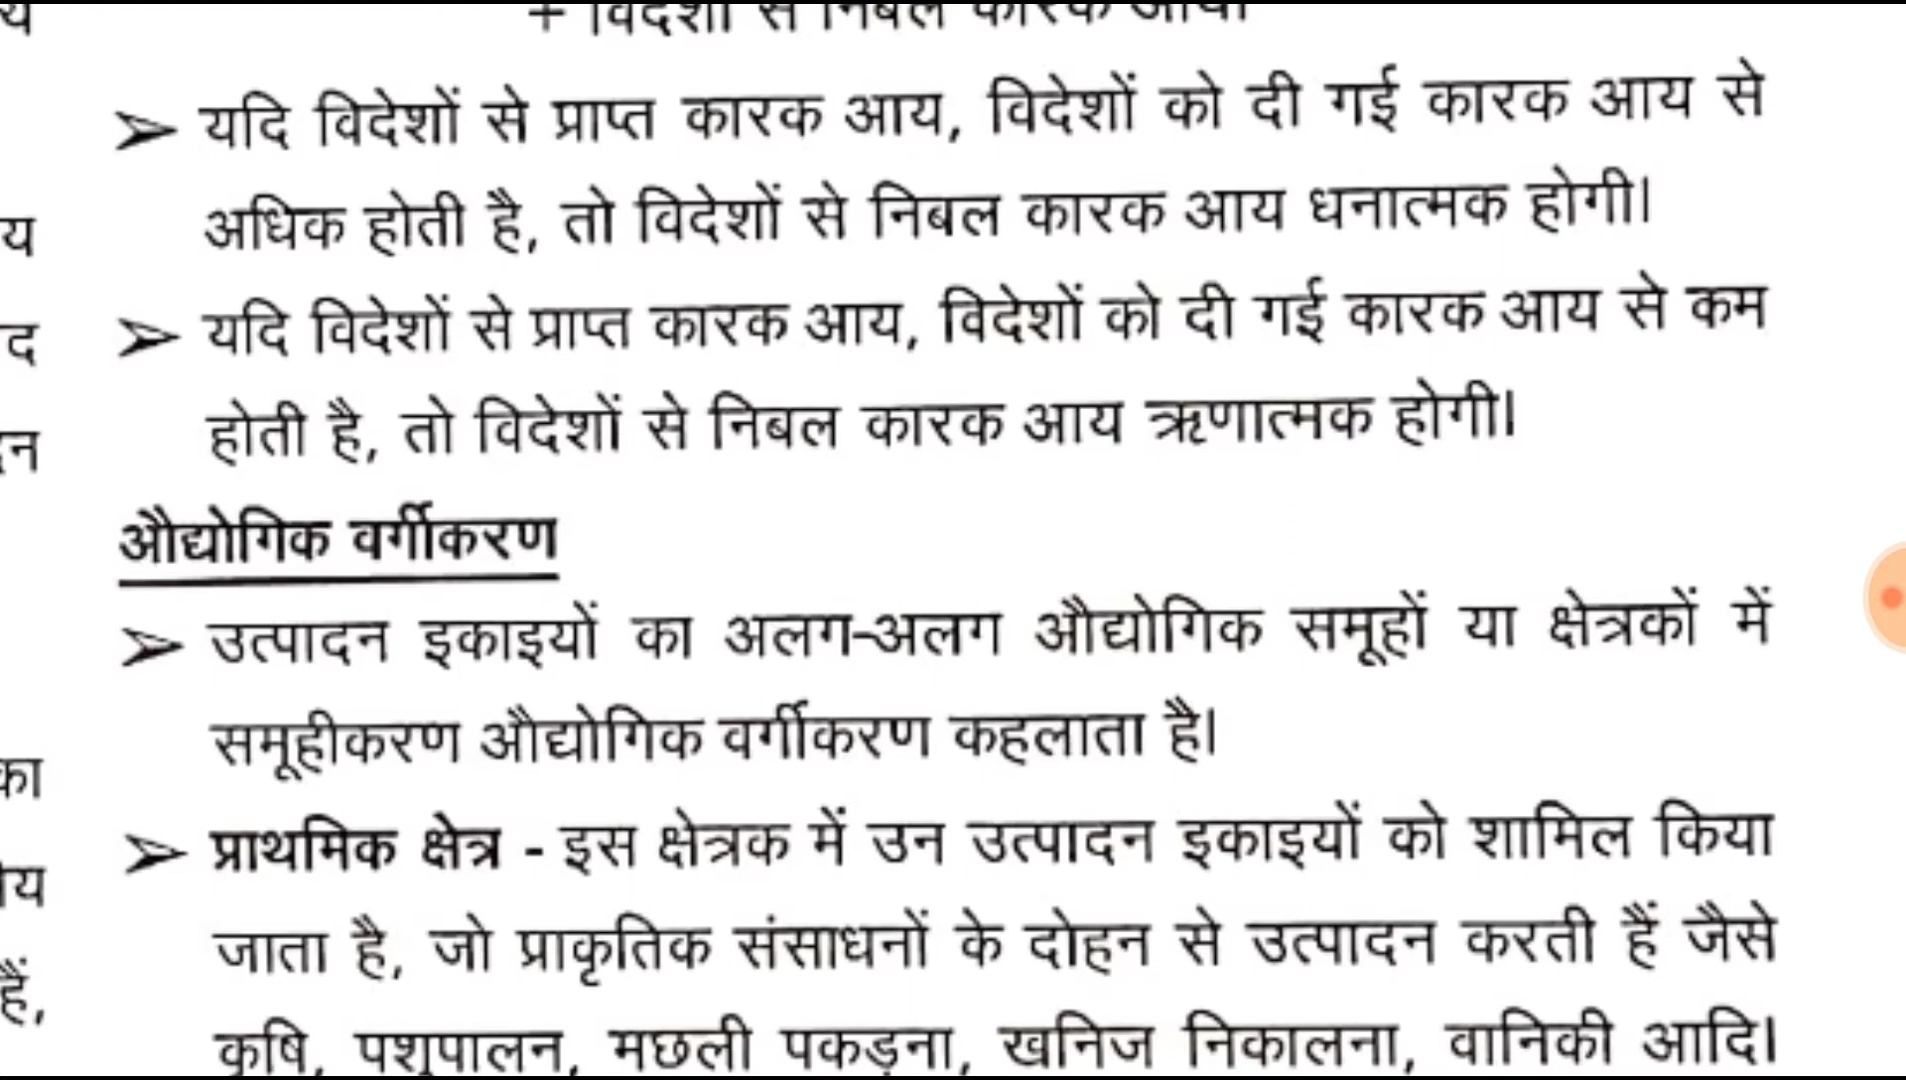 य
+ विदेशों से निबल कारक आय।
➢ यदि विदेशों से प्राप्त कारक आय, विदेशों को दी गई कारक आय से
य
अधिक होती है, तो विदेशों से निबल कारक आय धनात्मक होगी।
द
➢ यदि विदेशों से प्राप्त कारक आय, विदेशों को दी गई कारक आय से कम
होती है, तो विदेशों से निबल कारक आय ऋणात्मक होगी।
औद्योगिक वर्गीकरण
➢ उत्पादन इकाइयों का अलग-अलग औद्योगिक समूहों या क्षेत्रकों में
समूहीकरण औद्योगिक वर्गीकरण कहलाता है।
का
➢ प्राथमिक क्षेत्र - इस क्षेत्रक में उन उत्पादन इकाइयों को शामिल किया
जाता है, जो प्राकृतिक संसाधनों के दोहन से उत्पादन करती हैं जैसे
हैं,
कृषि, पशुपालन, मछली पकड़ना, खनिज निकालना, वानिकी आदि।